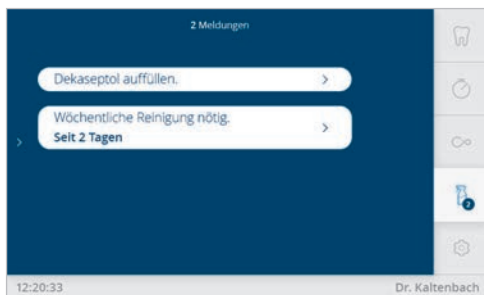 2 Meldungen
Dekaseptol auffüllen.
Wöchentliche Reinigung nötig.
Seit 2 Tagen
2
12:20:33
Dr. Kaltenbach